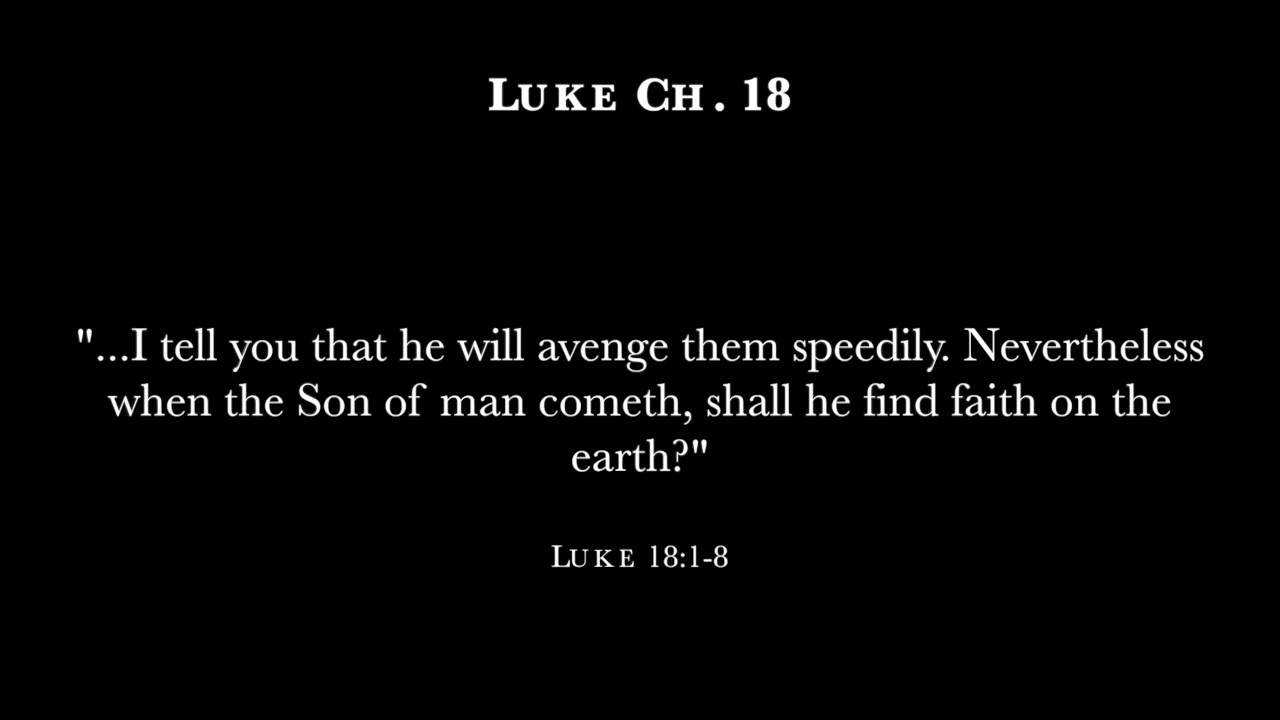 LUKE CH. 18
"...I tell you that he will avenge them speedily. Nevertheless
when the Son of man cometh, shall he find faith on the
earth?"
LUKE 18:1-8